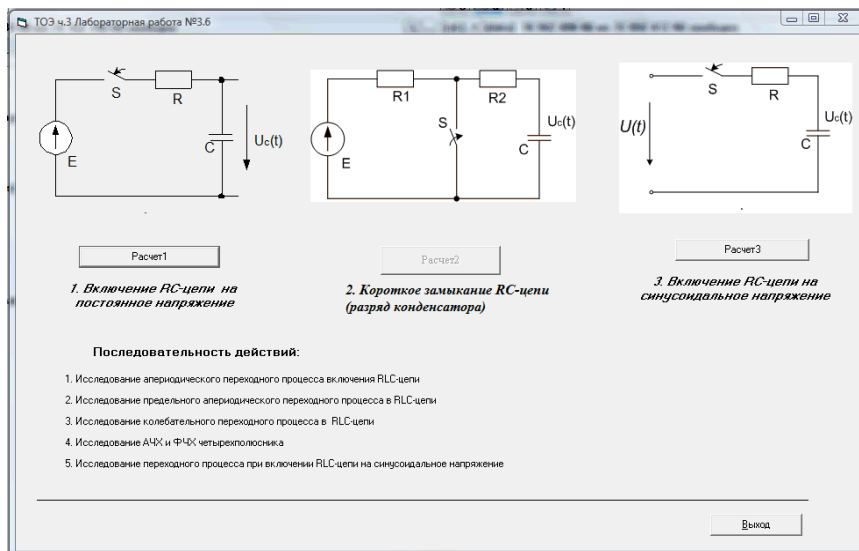 ТОЭ ч.3 Лабораторная работа №3.6
S
R
E
C
Uc(t)
R1
R2
S
E
C
Uc(t)
S
R
U(t)
C
Uc(t)
Расчет1
Расчет2
Расчет3
1. Включение RC-цепи на
постоянное напряжение
2. Короткое замыкание RC-цепи
(разряд конденсатора)
3. Включение RC-цепи на
синусоидальное напряжение
Последовательность действий:
1. Исследование апериодического переходного процесса включения RLC-цепи
2. Исследование предельного апериодического переходного процесса в RLC-цепи
3. Исследование колебательного переходного процесса в RLC-цепи
4. Исследование АЧХ и ФЧХ четырехполюсника
5. Исследование переходного процесса при включении RLC-цепи на синусоидальное напряжение
Выход